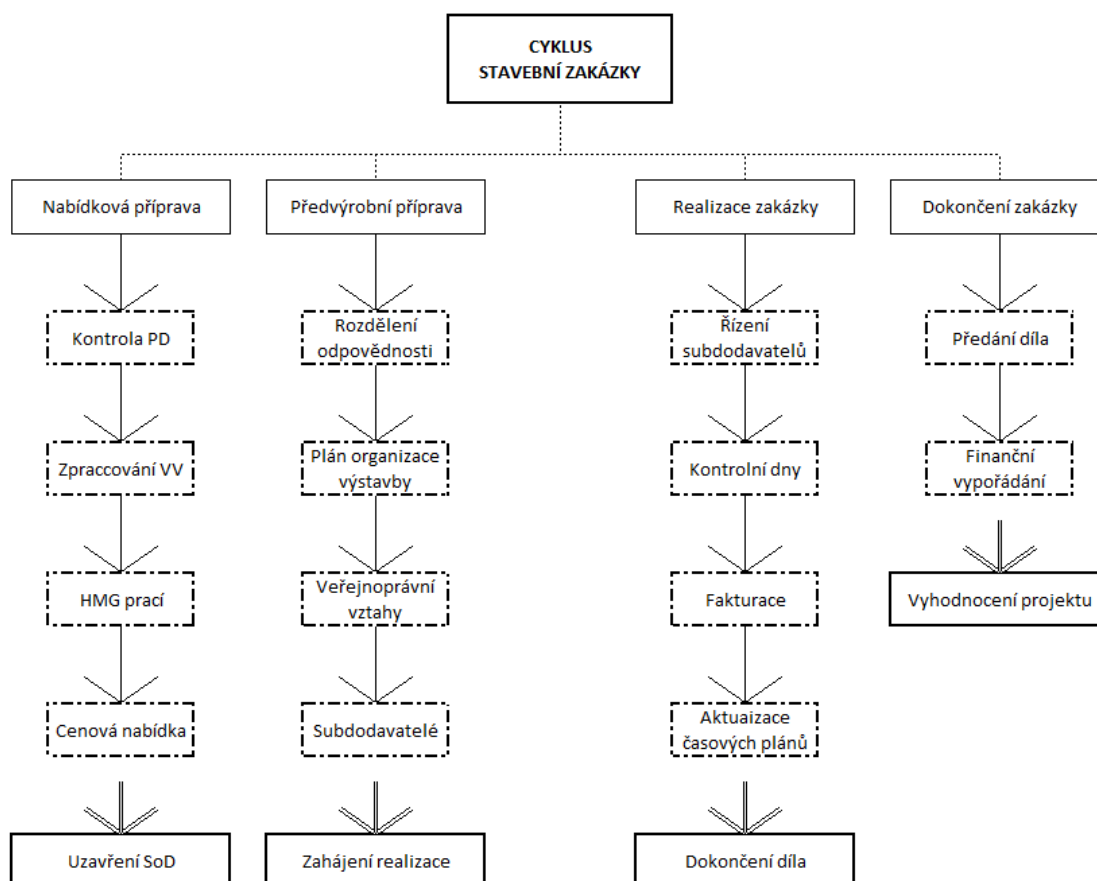 CYKLUS
STAVEBNÍ ZAKÁZKY
Nabídková příprava
Předvýrobní příprava
Realizace zakázky
Dokončení zakázky
Kontrola PD
Rozdělení
odpovědnosti
Řízení
subdodavatelů
Předání díla
Zpraccování VV
Plán organizace
výstavby
Kontrolní dny
Finanční
vypořádání
HMG prací
Veřejnoprávní
vztahy
Fakturace
Vyhodnocení projektu
Cenová nabídka
Subdodavatelé
Aktuaizace
časových plánů
Uzavření SoD
Zahájení realizace
Dokončení díla